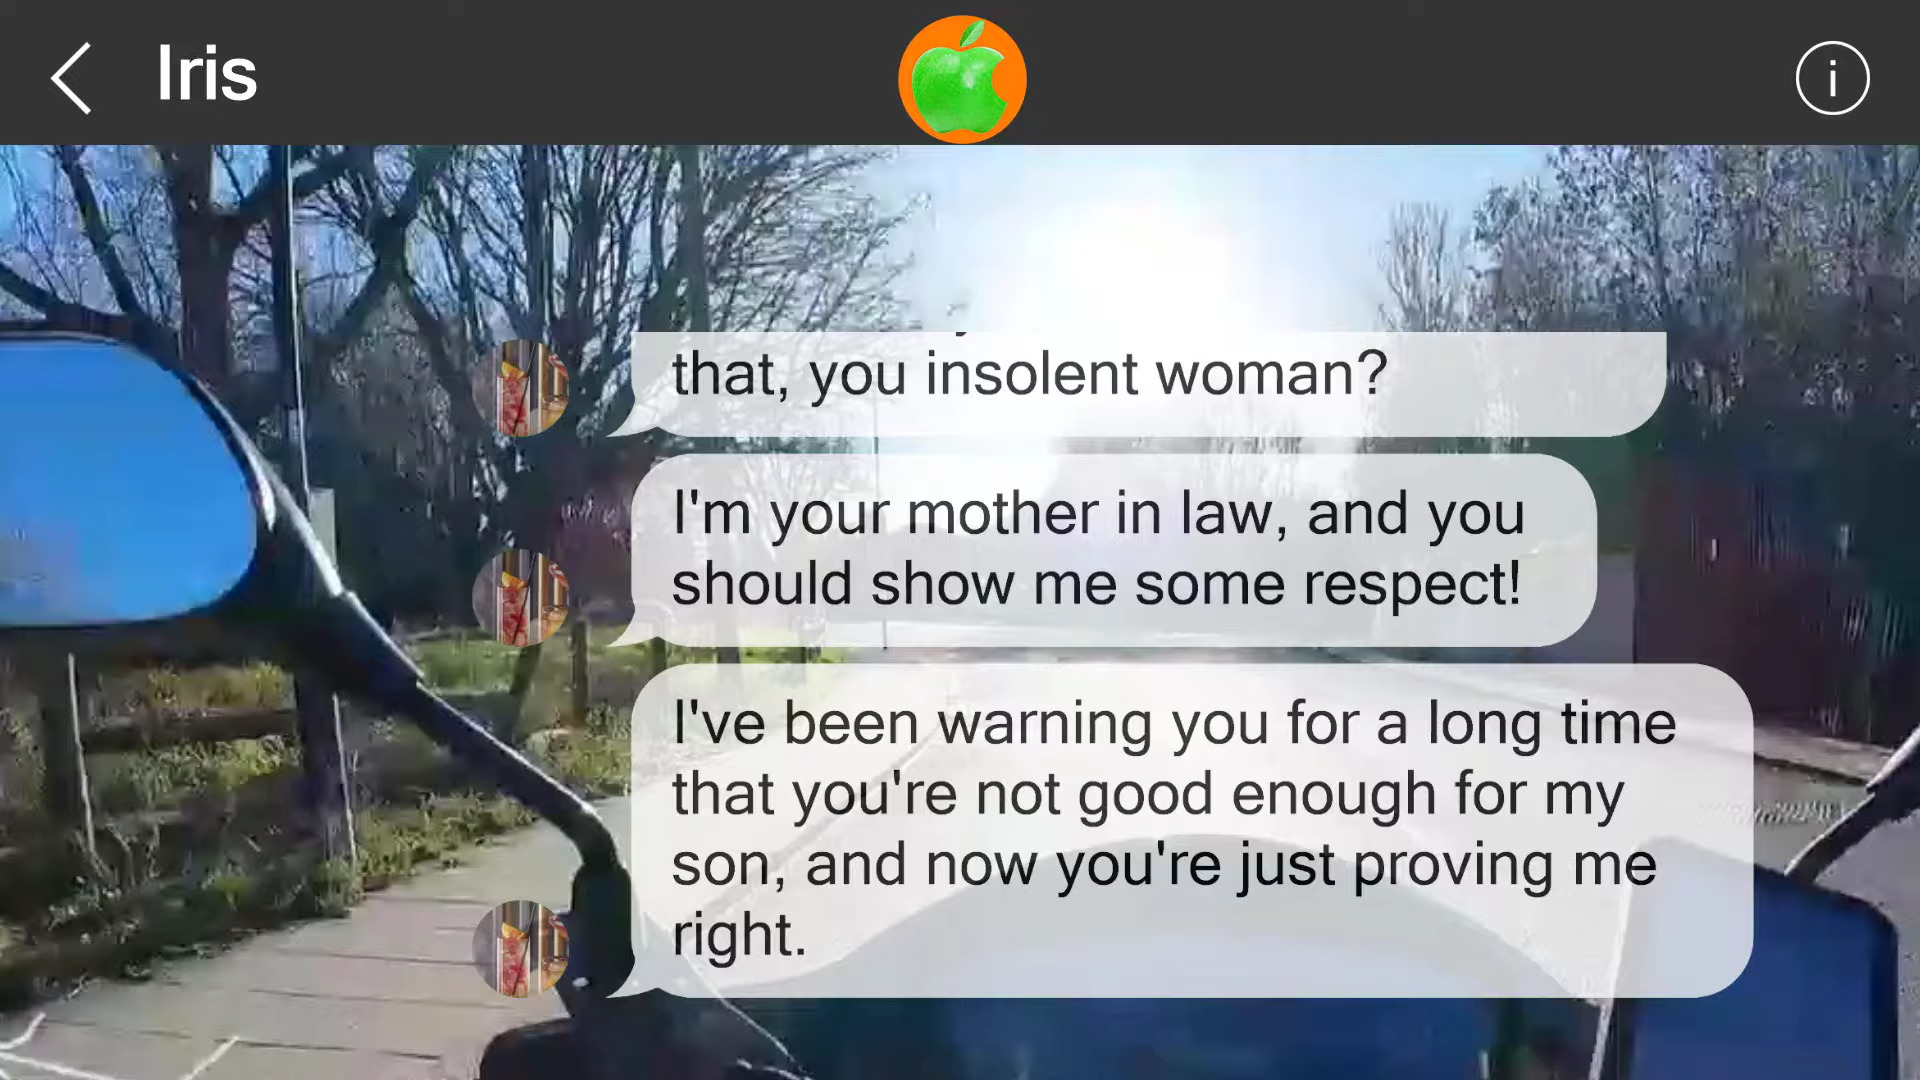 Iris
that, you insolent woman?
I'm your mother in law, and you
should show me some respect!
I've been warning you for a long time
that you're not good enough for my
son, and now you're just proving me
right.